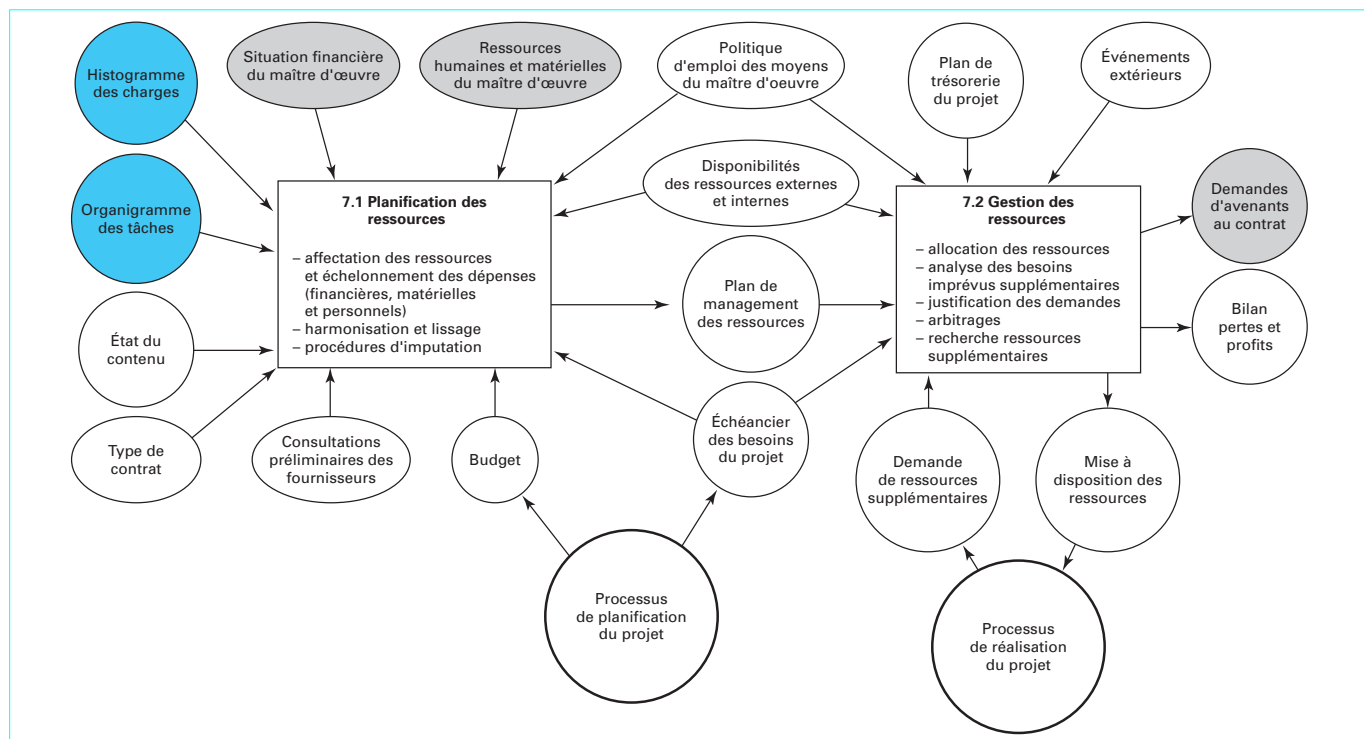 Histogramme
des charges
Situation financière
du maître d'œuvre
Ressources
humaines et matérielles
du maître d'œuvre
Politique
d'emploi des moyens
du maître d'oeuvre
Plan de
trésorerie
du projet
Événements
extérieurs
Organigramme
des tâches
Disponibilités
des ressources externes
et internes
Demandes
d'avenants
au contrat
7.1 Planification des
ressources
– affectation des ressources
et échelonnement des dépenses
(financières, matérielles
et personnels)
– harmonisation et lissage
– procédures d'imputation
7.2 Gestion des
ressources
– allocation des ressources
– analyse des besoins
imprévus supplémentaires
– justification des demandes
– arbitrages
– recherche ressources
supplémentaires
Plan de
management
des ressources
État du
contenu
Bilan
pertes et
profits
Type de
contrat
Consultations
préliminaires des
fournisseurs
Budget
Échéancier
des besoins
du projet
Demande
de ressources
supplémentaires
Mise à
disposition des
ressources
Processus
de planification
du projet
Processus
de réalisation
du projet